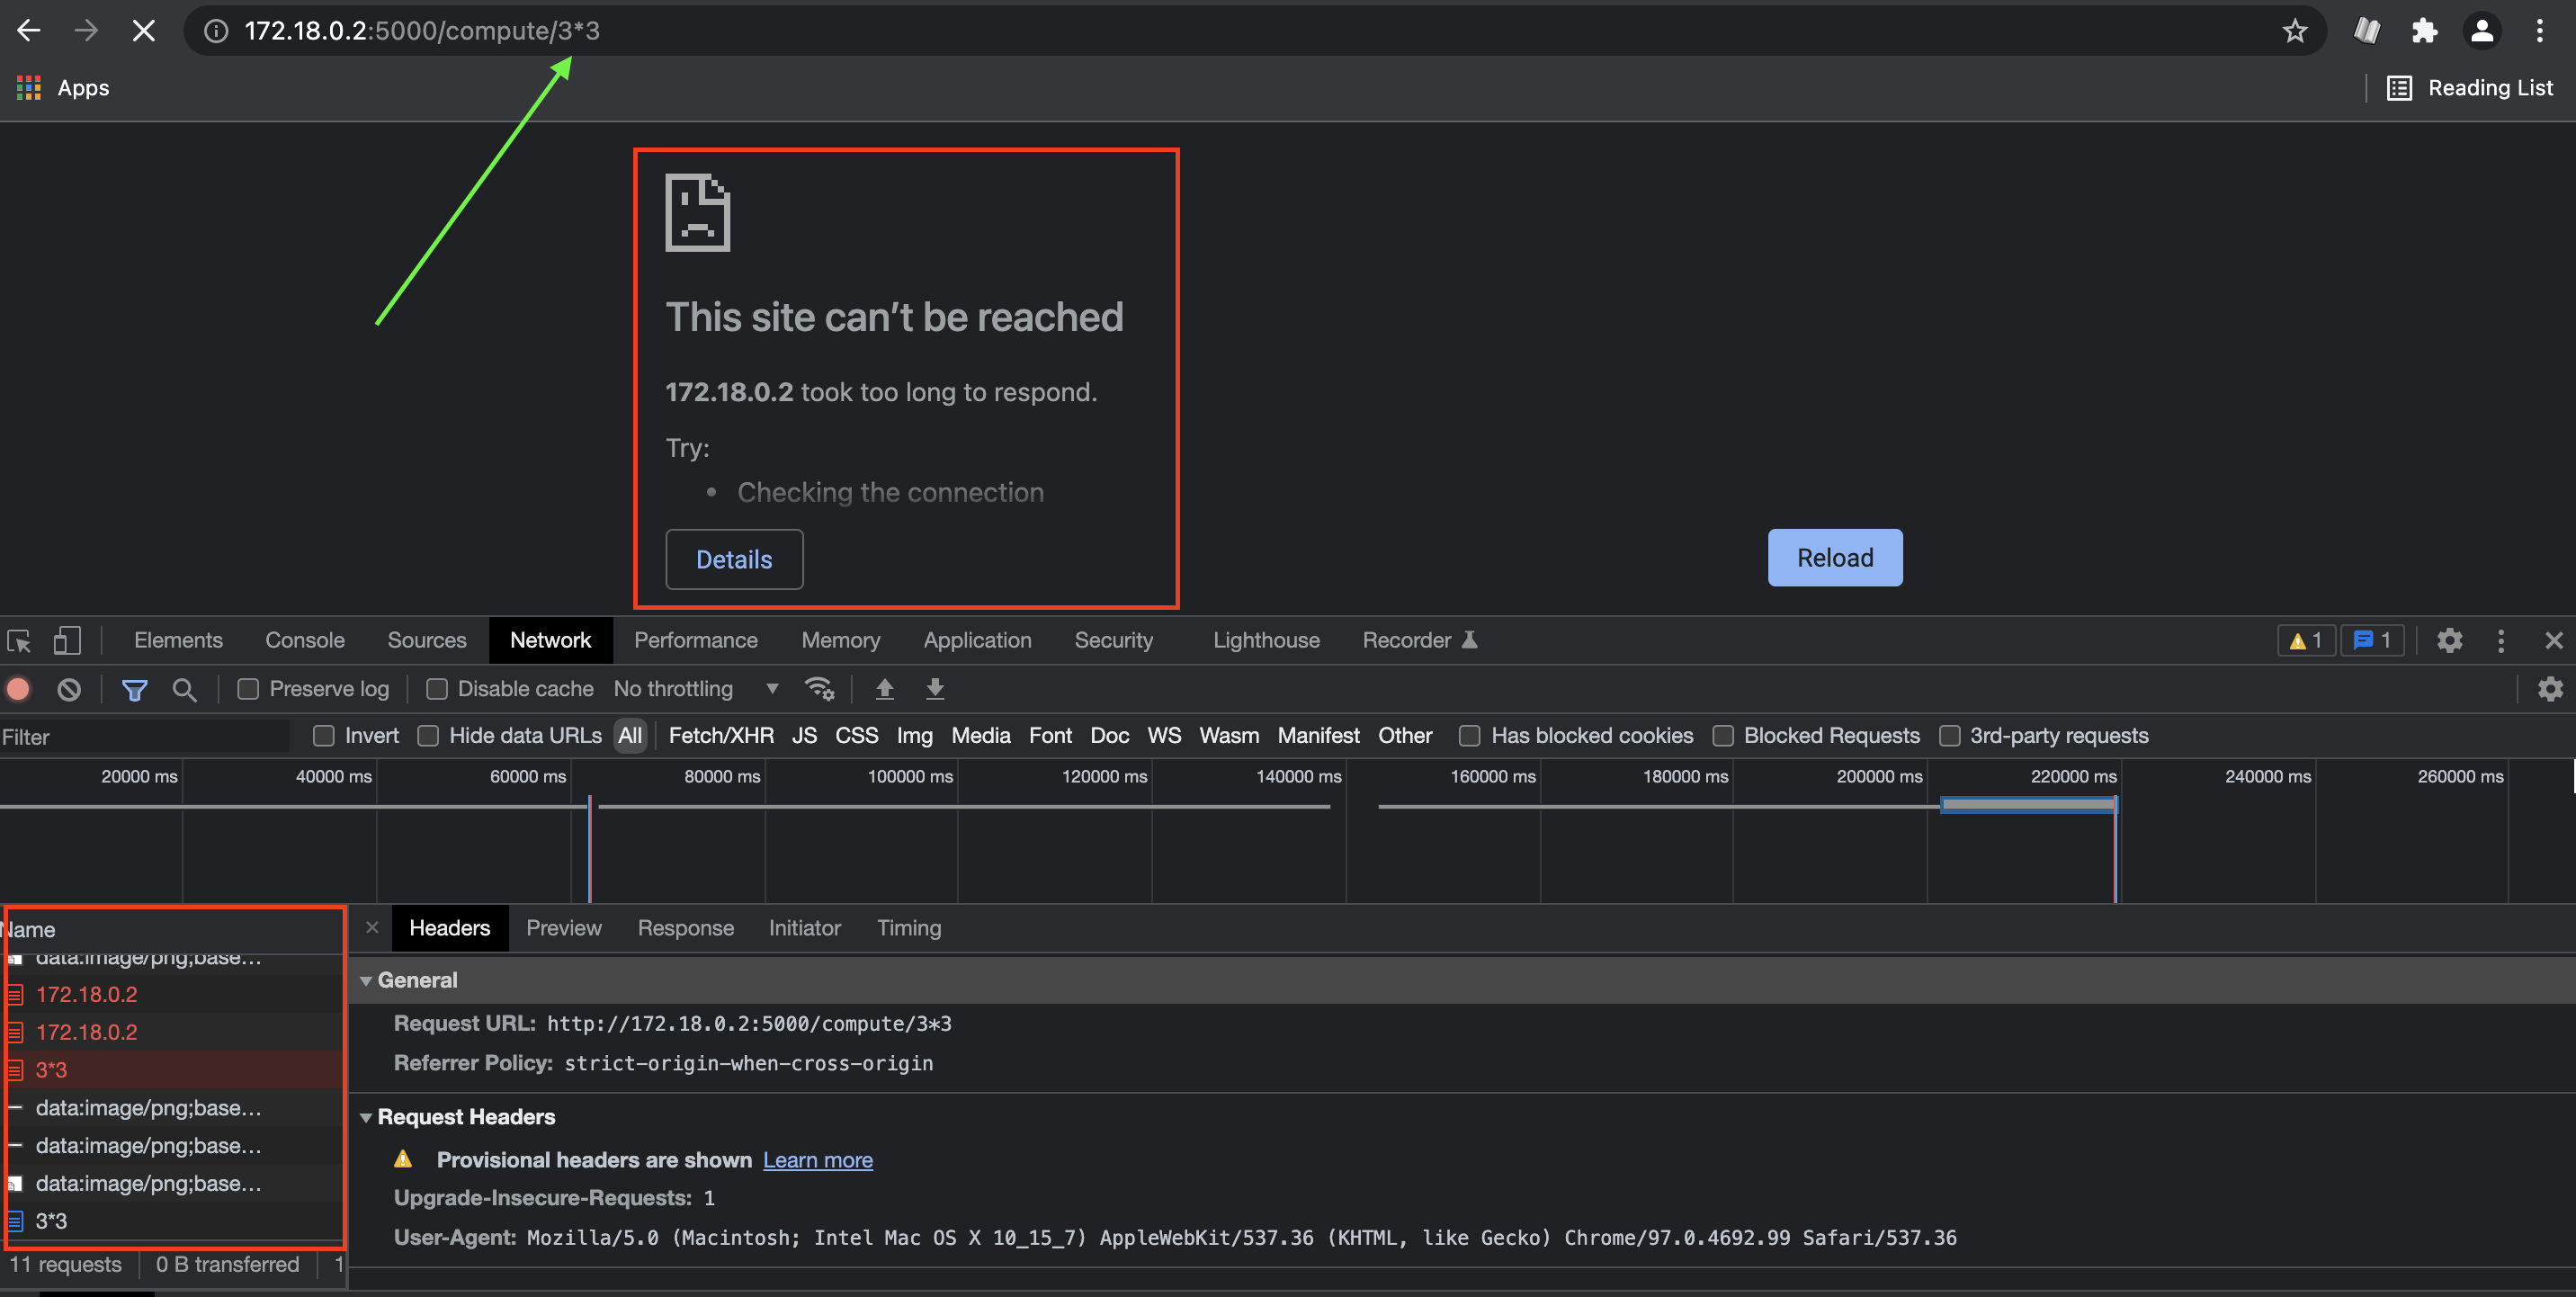 172.18.0.2:5000/compute/3*3
Apps
Reading List
This site can't be reached
172.18.0.2 took too long to respond.
Try:
• Checking the connection
Details
Reload
Elements Console Sources Network Performance Memory Application Security Lighthouse Recorder 1 1
Preserve log Disable cache No throttling
Filter Invert Hide data URLs All Fetch/XHR JS CSS Img Media Font Doc WS Wasm Manifest Other Has blocked cookies Blocked Requests 3rd-party requests
20000 ms 40000 ms 60000 ms 80000 ms 100000 ms 120000 ms 140000 ms 160000 ms 180000 ms 200000 ms 220000 ms 240000 ms 260000 ms
Name
data:image/png;base...
172.18.0.2
172.18.0.2
3*3
data:image/png;base...
data:image/png;base...
data:image/png;base...
3*3
11 requests 0 B transferred 1
Headers Preview Response Initiator Timing
General
Request URL: http://172.18.0.2:5000/compute/3*3
Referrer Policy: strict-origin-when-cross-origin
Request Headers
Provisional headers are shown Learn more
Upgrade-Insecure-Requests: 1
User-Agent: Mozilla/5.0 (Macintosh; Intel Mac OS X 10_15_7) AppleWebKit/537.36 (KHTML, like Gecko) Chrome/97.0.4692.99 Safari/537.36